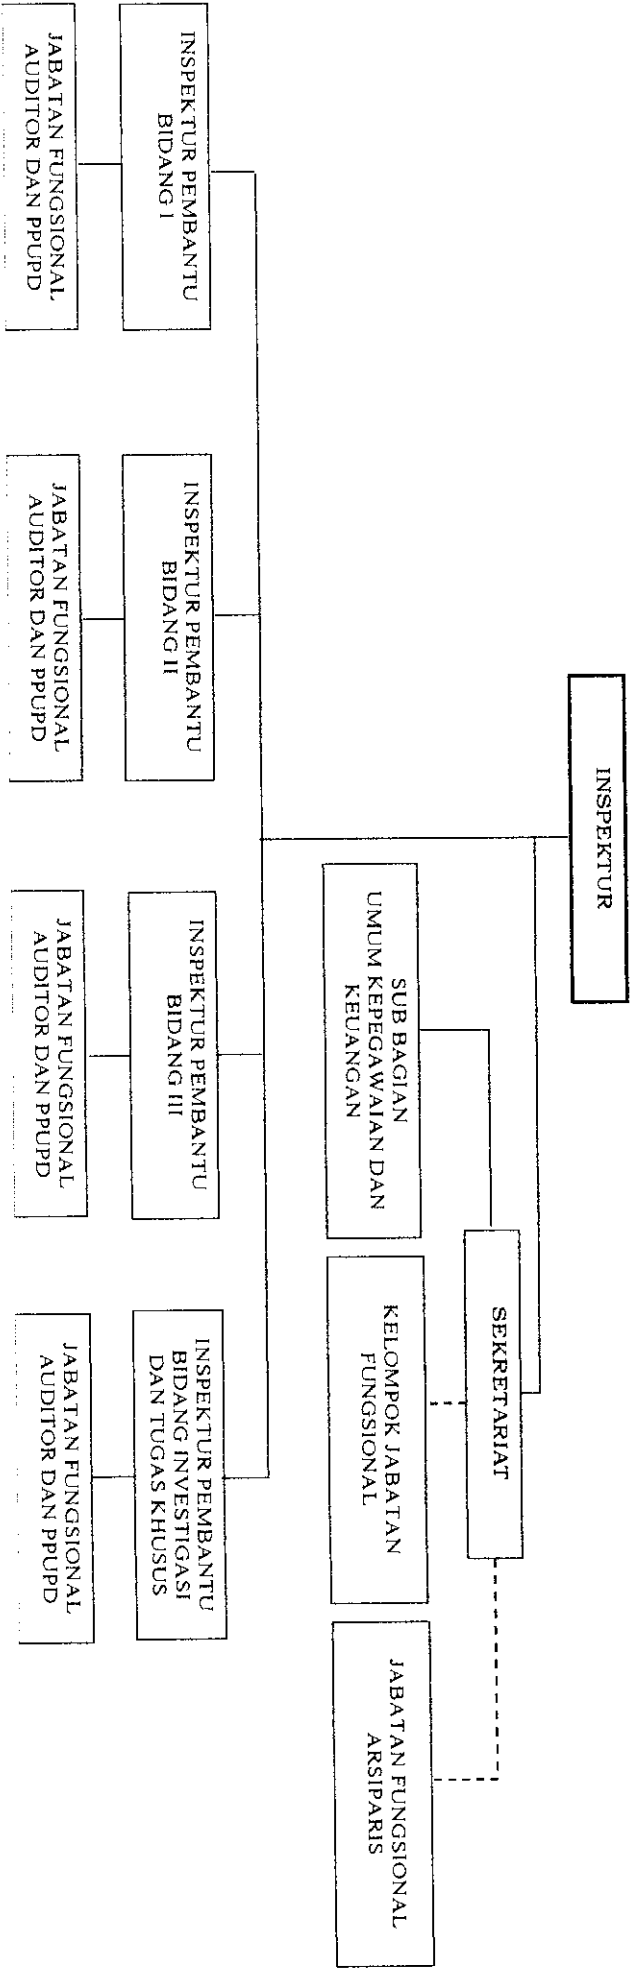 INSPEKTUR
SEKRETARIAT
SUB BAGIAN
UMUM KEPEGAWAIAN DAN
KEUANGAN
KELOMPOK JABATAN
FUNGSIONAL
JABATAN FUNGSIONAL
ARSIPARIS
INSPEKTUR PEMBANTU
BIDANG I
INSPEKTUR PEMBANTU
BIDANG II
INSPEKTUR PEMBANTU
BIDANG III
INSPEKTUR PEMBANTU
BIDANG INVESTIGASI
DAN TUGAS KHUSUS
JABATAN FUNGSIONAL
AUDITOR DAN PPUPD
JABATAN FUNGSIONAL
AUDITOR DAN PPUPD
JABATAN FUNGSIONAL
AUDITOR DAN PPUPD
JABATAN FUNGSIONAL
AUDITOR DAN PPUPD